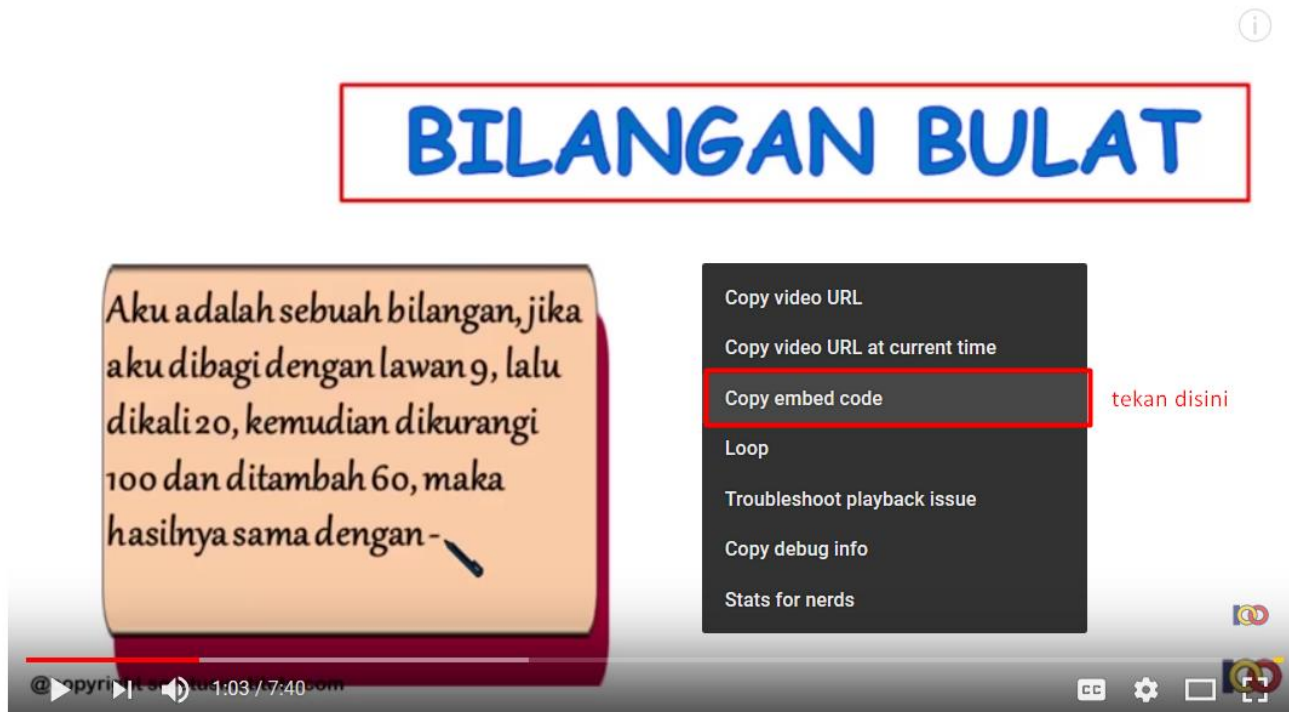 BILANGAN BULAT
Aku adalah sebuah bilangan, jika
aku dibagi dengan lawan 9, lalu
dikali 20, kemudian dikurangi
100 dan ditambah 60, maka
hasilnya sama dengan -
Copy video URL
Copy video URL at current time
Copy embed code
tekan disini
Loop
Troubleshoot playback issue
Copy debug info
Stats for nerds
1:03 / 7:40
CC